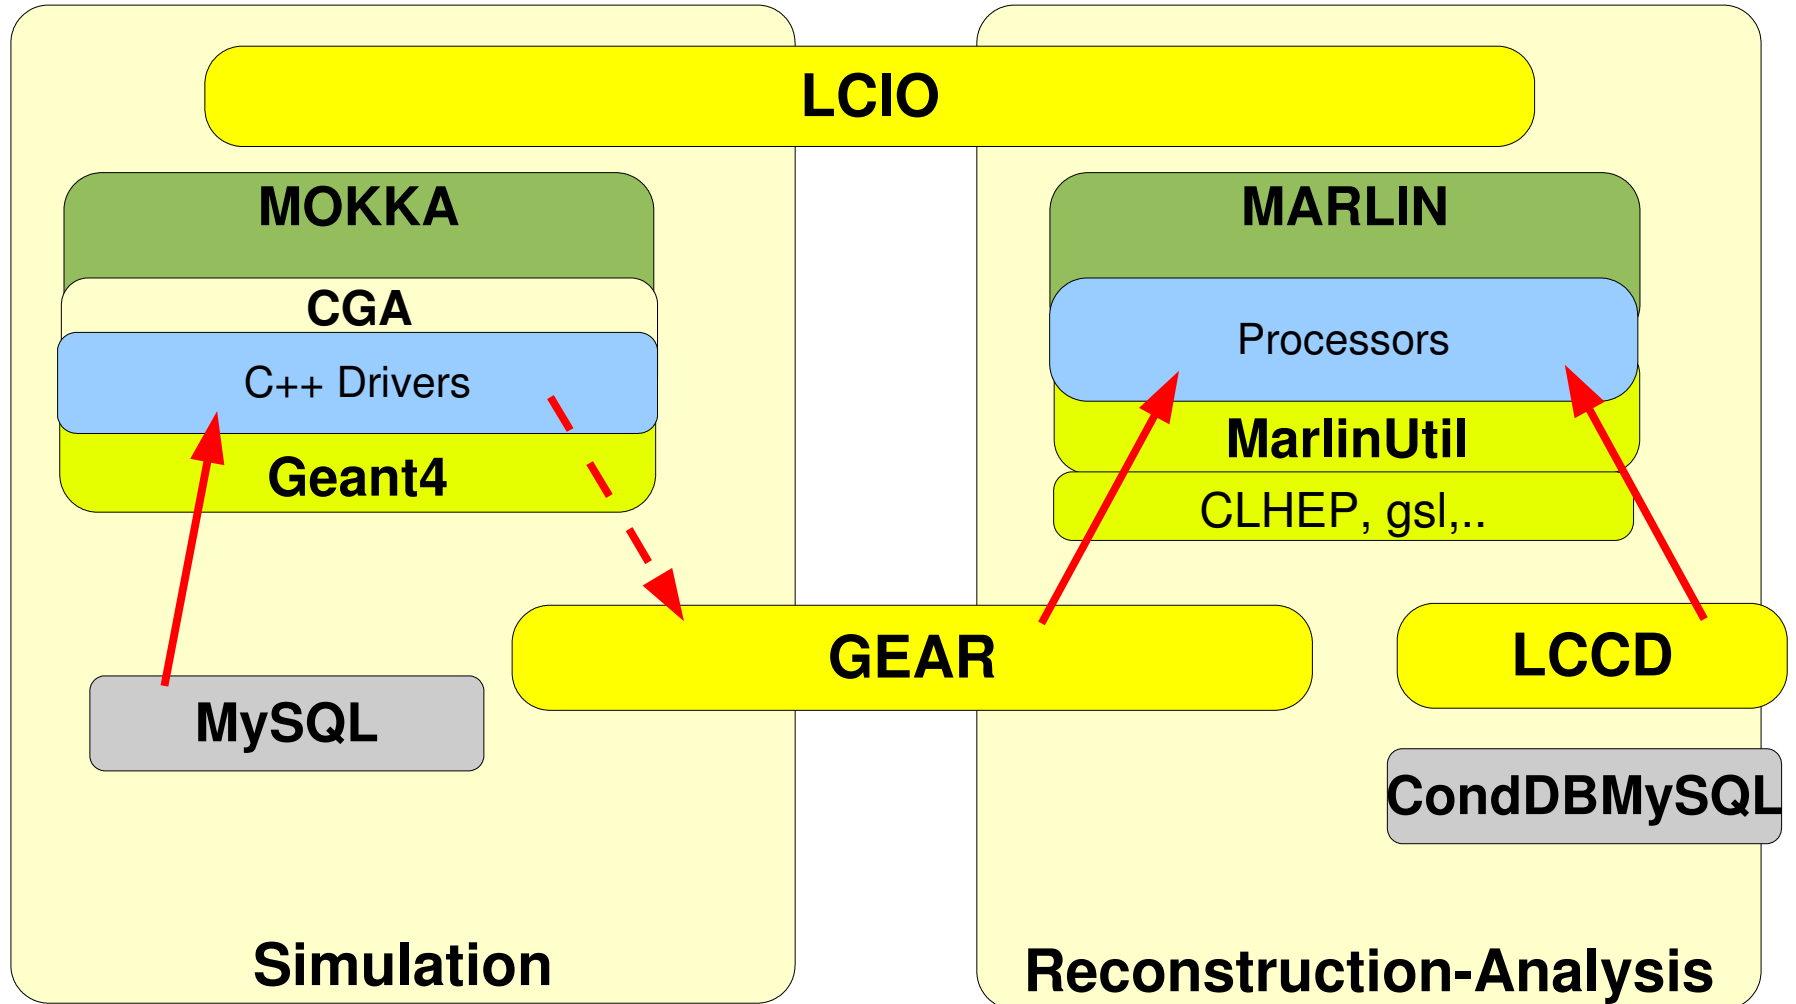 LCIO
MOKKA
CGA
C++ Drivers
Geant4
MySQL
Simulation
MARLIN
Processors
MarlinUtil
CLHEP, gsl,..
GEAR
LCCD
CondDBMySQL
Reconstruction-Analysis